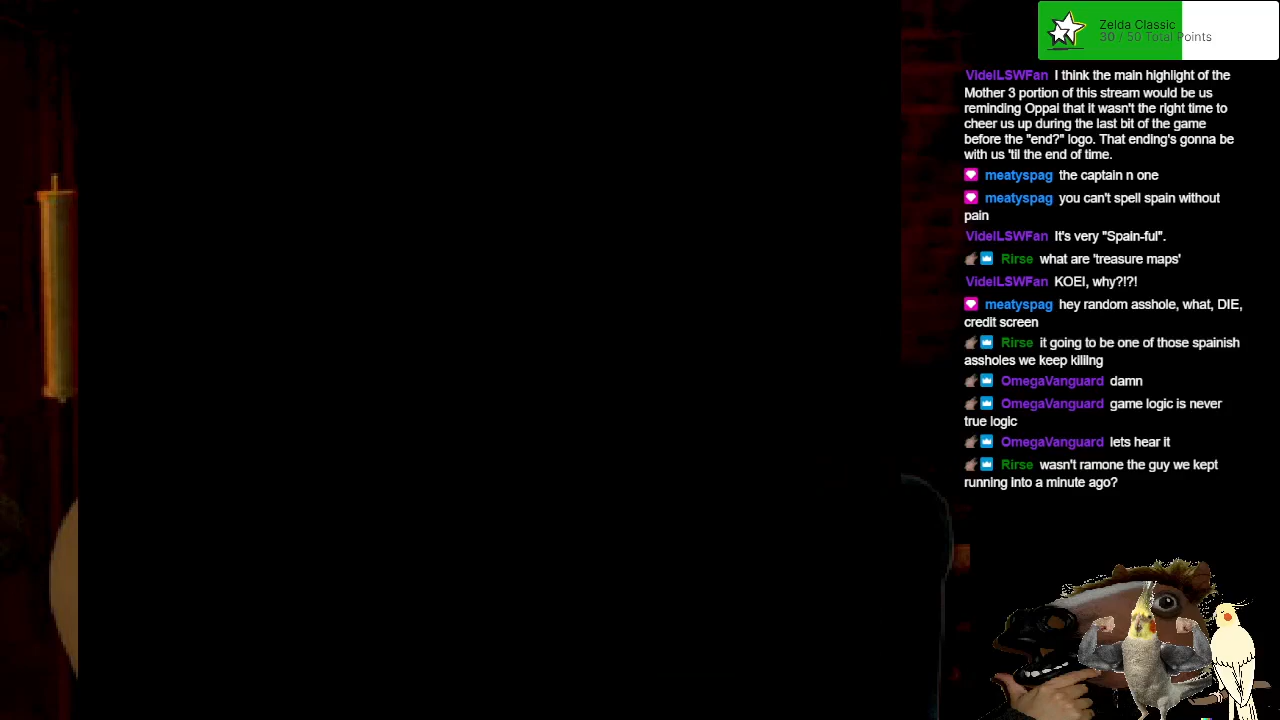 Zelda Classic
30 / 50 Total Points
VidelLSWFan I think the main highlight of the
Mother 3 portion of this stream would be us
reminding Oppal that it wasn't the right time to
cheer us up during the last bit of the game
before the "end?" logo. That ending's gonna be
with us 'til the end of time.
meatyspag the captain n one
meatyspag you can't spell spain without
pain
VidelLSWFan It's very "Spain-ful".
Rirse what are 'treasure maps'
VidelLSWFan KOEI, why?!?!
meatyspag hey random asshole, what, DIE,
credit screen
Rirse it going to be one of those spainish
assholes we keep killing
OmegaVanguard damn
OmegaVanguard game logic is never
true logic
OmegaVanguard lets hear it
Rirse wasn't ramone the guy we kept
running into a minute ago?